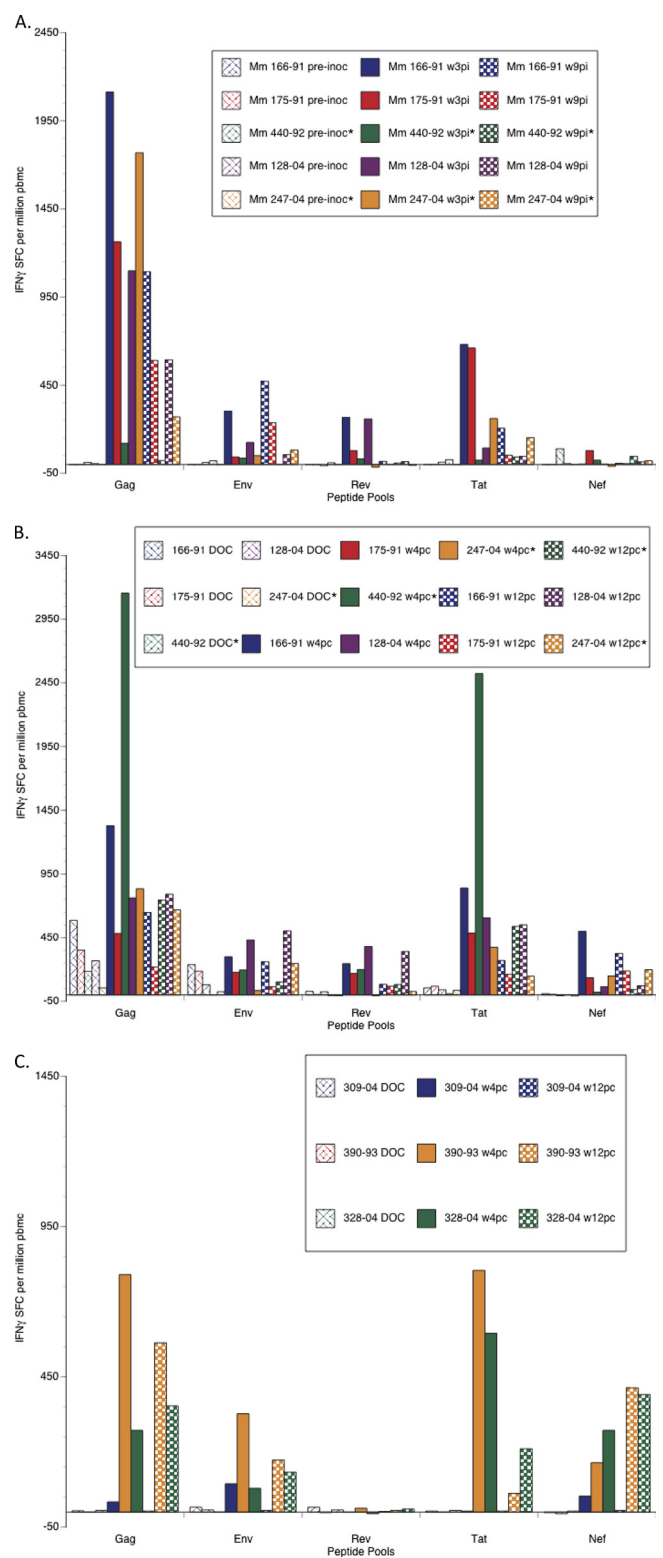 A.
2450
1950
1450
950
450
-50
IFNγ SFC per million pbmc
Mm 166-91 pre-inoc Mm 166-91 w3pi Mm 166-91 w9pi
Mm 175-91 pre-inoc Mm 175-91 w3pi Mm 175-91 w9pi
Mm 440-92 pre-inoc* Mm 440-92 w3pi* Mm 440-92 w9pi*
Mm 128-04 pre-inoc Mm 128-04 w3pi Mm 128-04 w9pi
Mm 247-04 pre-inoc* Mm 247-04 w3pi* Mm 247-04 w9pi*
Gag Env Rev Tat Nef
Peptide Pools
B.
3450
2950
2450
1950
1450
950
450
-50
IFNγ SFC per million pbmc
166-91 DOC 128-04 DOC 175-91 w4pc 247-04 w4pc* 440-92 w12pc*
175-91 DOC 247-04 DOC* 440-92 w4pc* 166-91 w12pc 128-04 w12pc
440-92 DOC* 166-91 w4pc 128-04 w4pc 175-91 w12pc 247-04 w12pc*
Gag Env Rev Tat Nef
Peptide Pools
C.
1450
950
450
-50
IFNγ SFC per million pbmc
309-04 DOC 309-04 w4pc 309-04 w12pc
390-93 DOC 390-93 w4pc 390-93 w12pc
328-04 DOC 328-04 w4pc 328-04 w12pc
Gag Env Rev Tat Nef
Peptide Pools